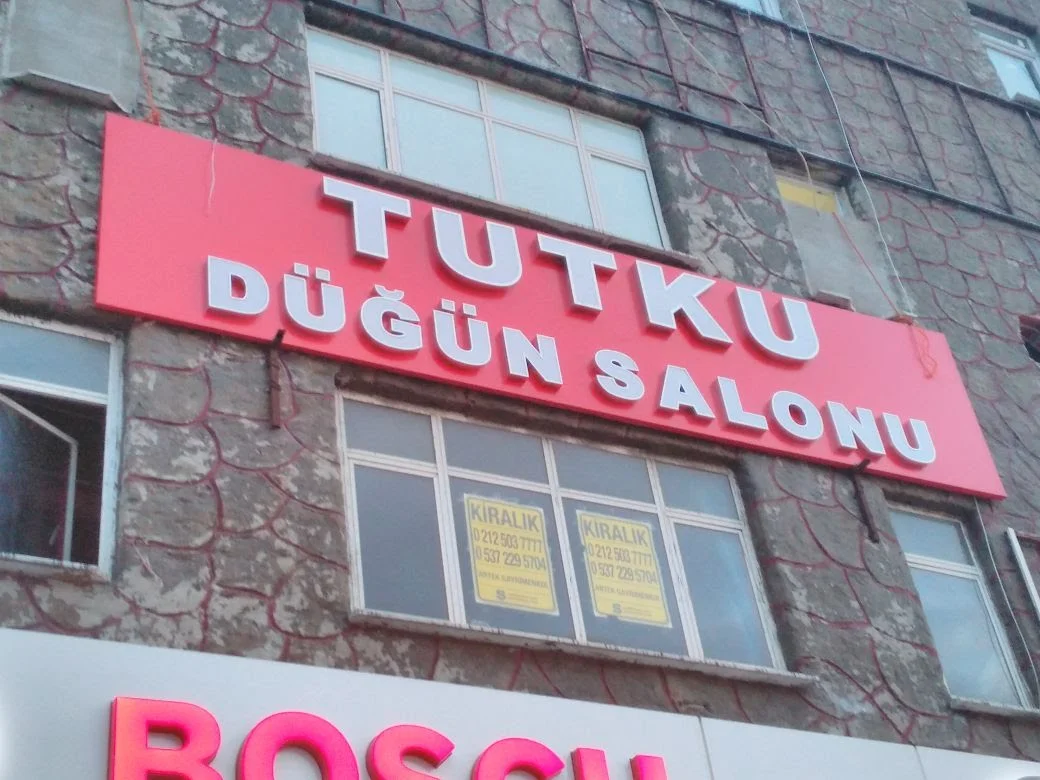 TUTKU
DÜĞÜN SALONU
KİRALIK
0 212 503 7777
0 537 229 5704
KİRALIK
0 212 503 7777
0 537 229 5704
BOSCH